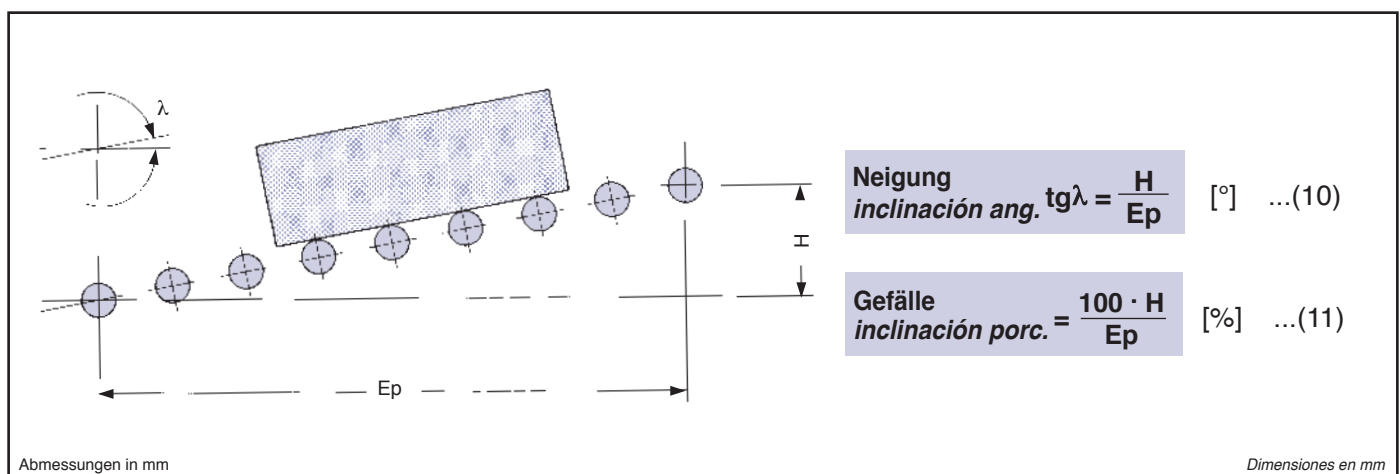 λ
H
Ep
Neigung
inclinación ang. tgλ = H / Ep [°] ...(10)
Gefälle
inclinación porc. = 100 · H / Ep [%] ...(11)
Abmessungen in mm
Dimensiones en mm